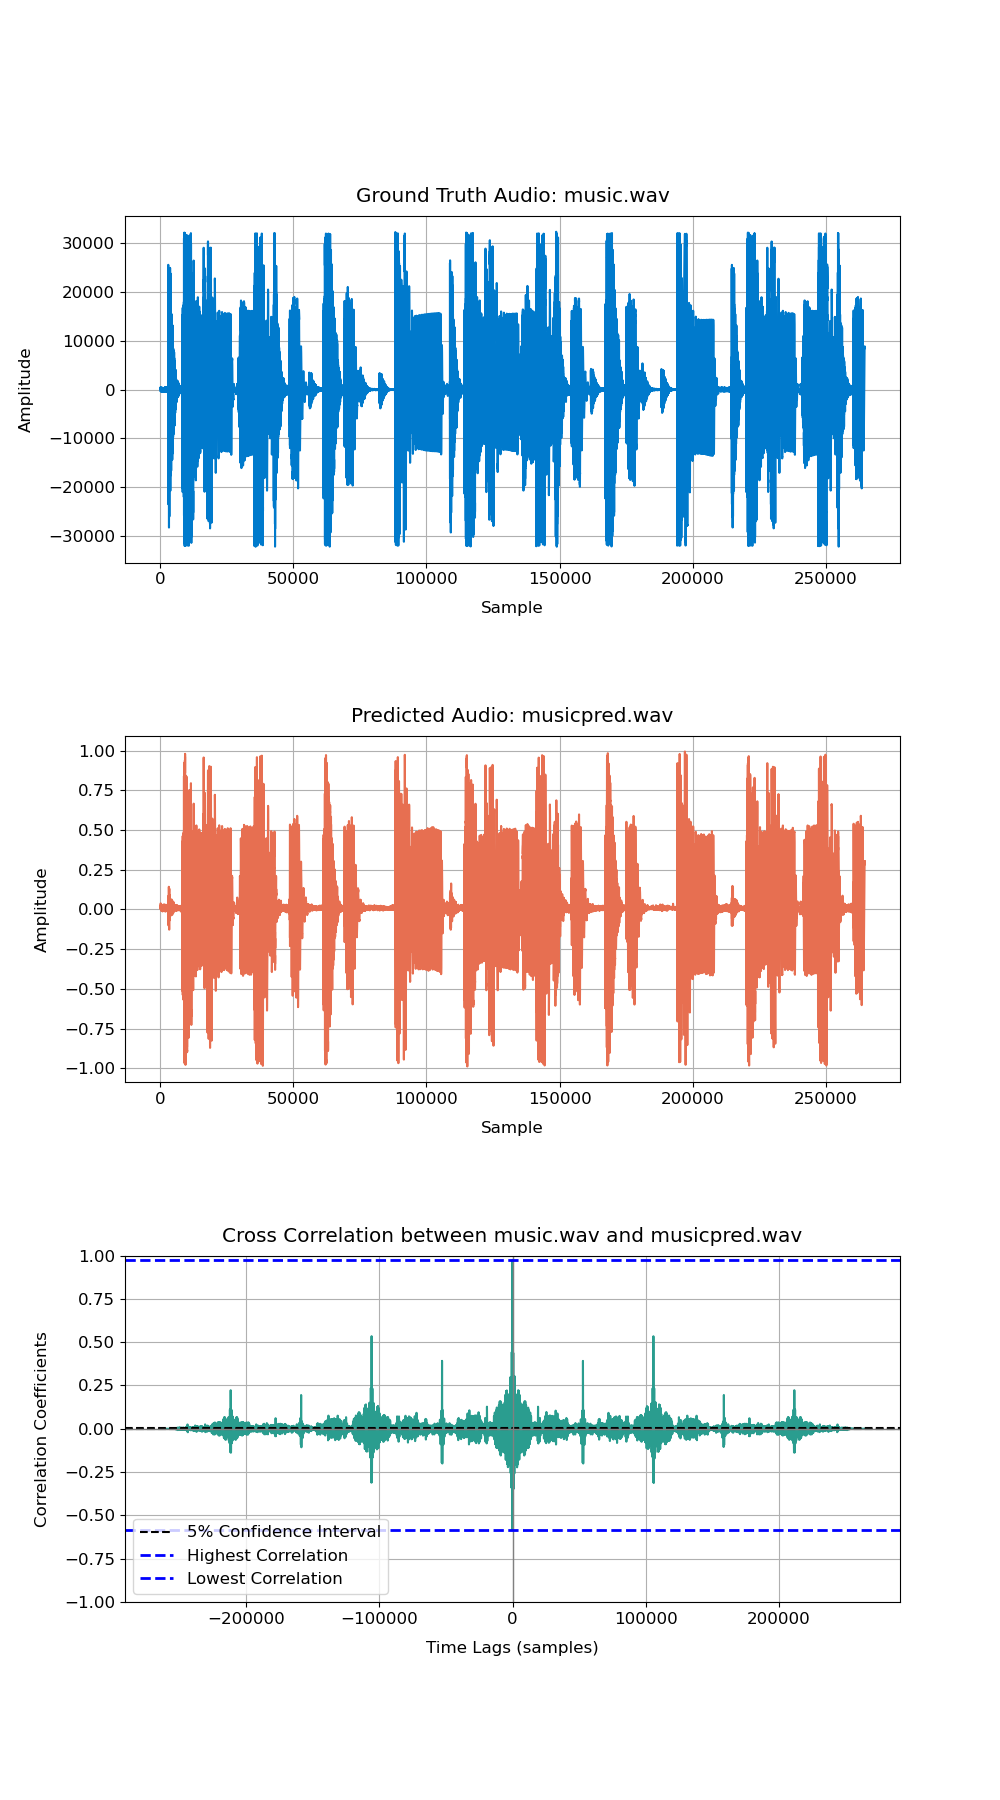 Ground Truth Audio: music.wav
30000
20000
10000
0
−10000
−20000
−30000
Amplitude
0 50000 100000 150000 200000 250000
Sample
Predicted Audio: musicpred.wav
1.00
0.75
0.50
0.25
0.00
−0.25
−0.50
−0.75
−1.00
Amplitude
0 50000 100000 150000 200000 250000
Sample
Cross Correlation between music.wav and musicpred.wav
1.00
0.75
0.50
0.25
0.00
−0.25
−0.50
−0.75
−1.00
Correlation Coefficients
5% Confidence Interval
Highest Correlation
Lowest Correlation
−200000 −100000 0 100000 200000
Time Lags (samples)